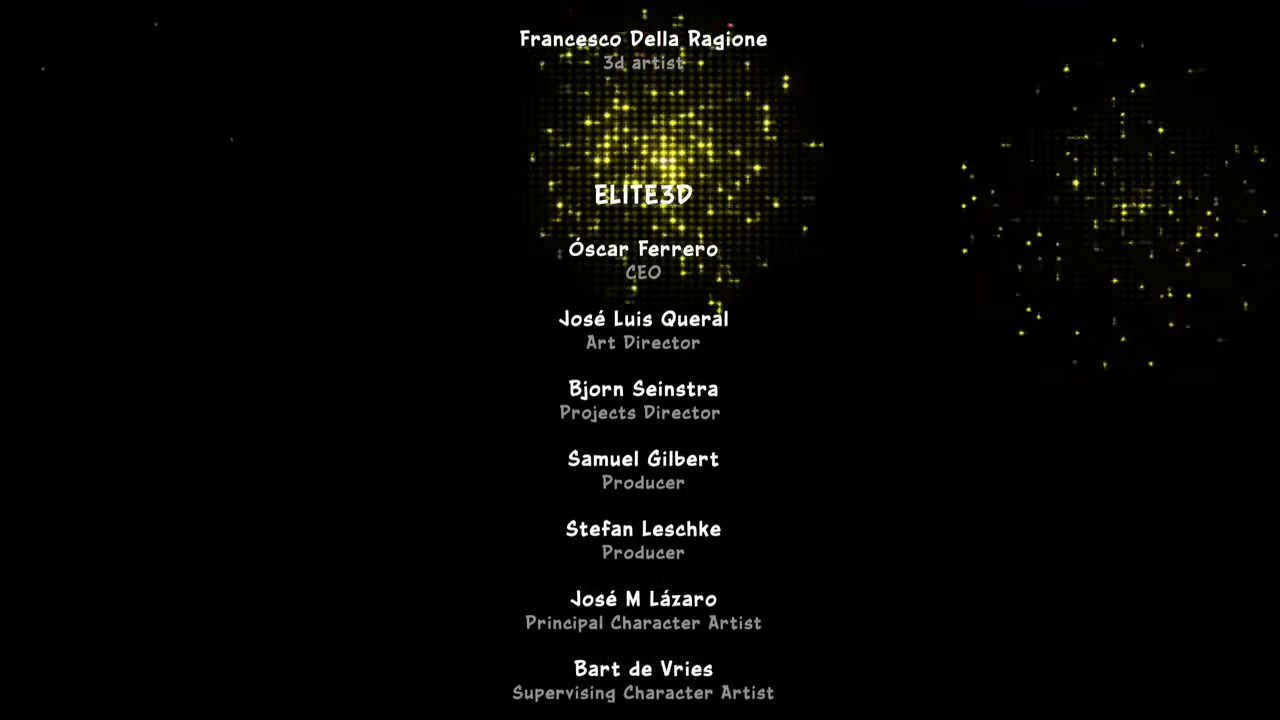 Francesco Della Ragione
3d artist
ELITE3D
Óscar Ferrero
CEO
José Luis Queral
Art Director
Bjorn Seinstra
Projects Director
Samuel Gilbert
Producer
Stefan Leschke
Producer
José M Lázaro
Principal Character Artist
Bart de Vries
Supervising Character Artist